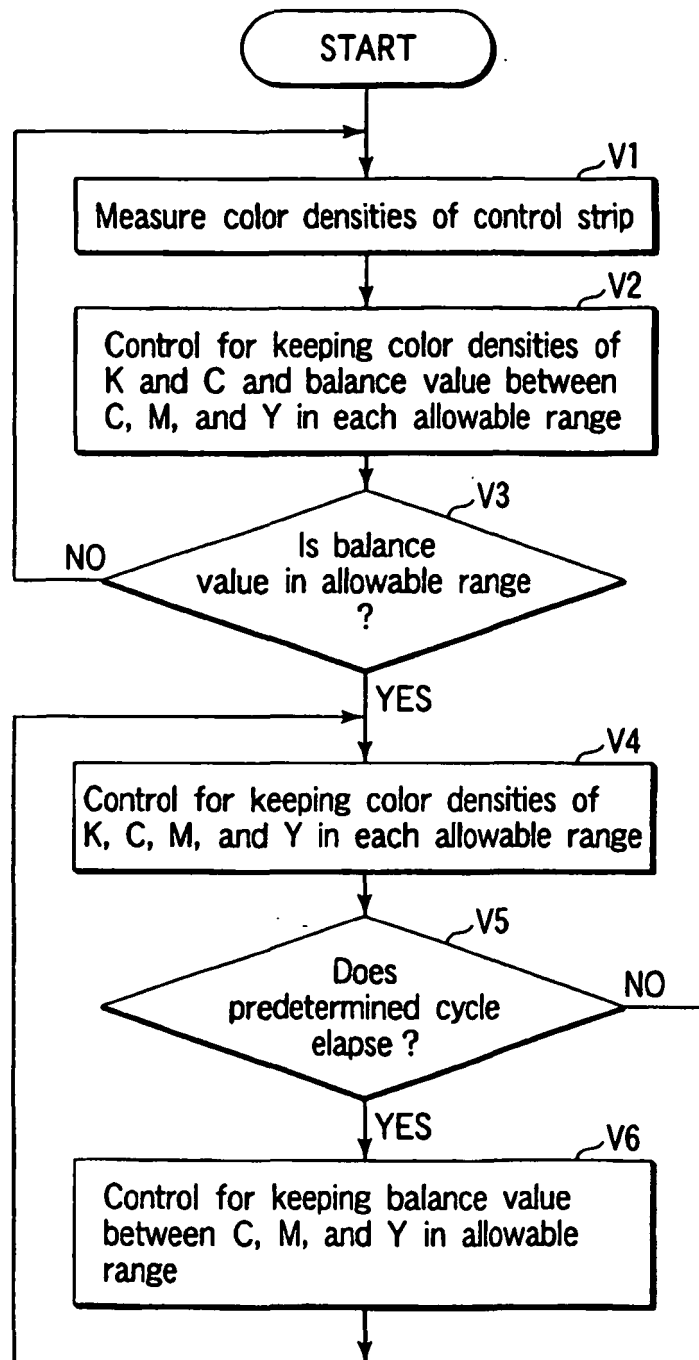 START
V1
Measure color densities of control strip
V2
Control for keeping color densities of
K and C and balance value between
C, M, and Y in each allowable range
V3
NO
Is balance
value in allowable range
?
YES
V4
Control for keeping color densities of
K, C, M, and Y in each allowable range
V5
Does
predetermined cycle
elapse ?
NO
YES
V6
Control for keeping balance value
between C, M, and Y in allowable
range